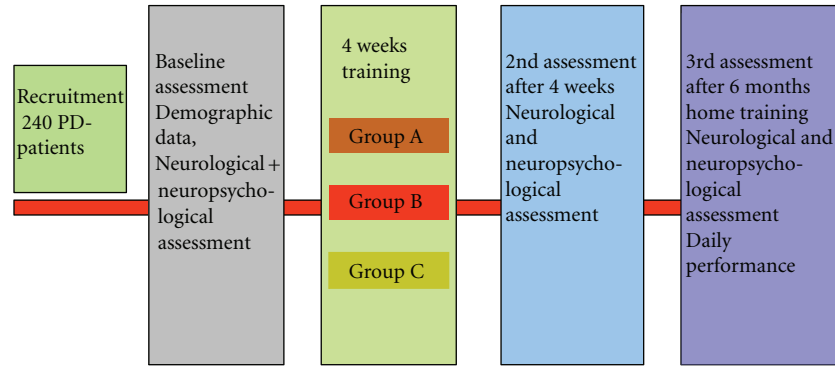 Recruitment
240 PD-
patients
Baseline
assessment
Demographic
data,
Neurological +
neuropsycho-
logical
assessment
4 weeks
training
Group A
Group B
Group C
2nd assessment
after 4 weeks
Neurological
and
neuropsycho-
logical
assessment
3rd assessment
after 6 months
home training
Neurological and
neuropsycho-
logical
assessment
Daily
performance